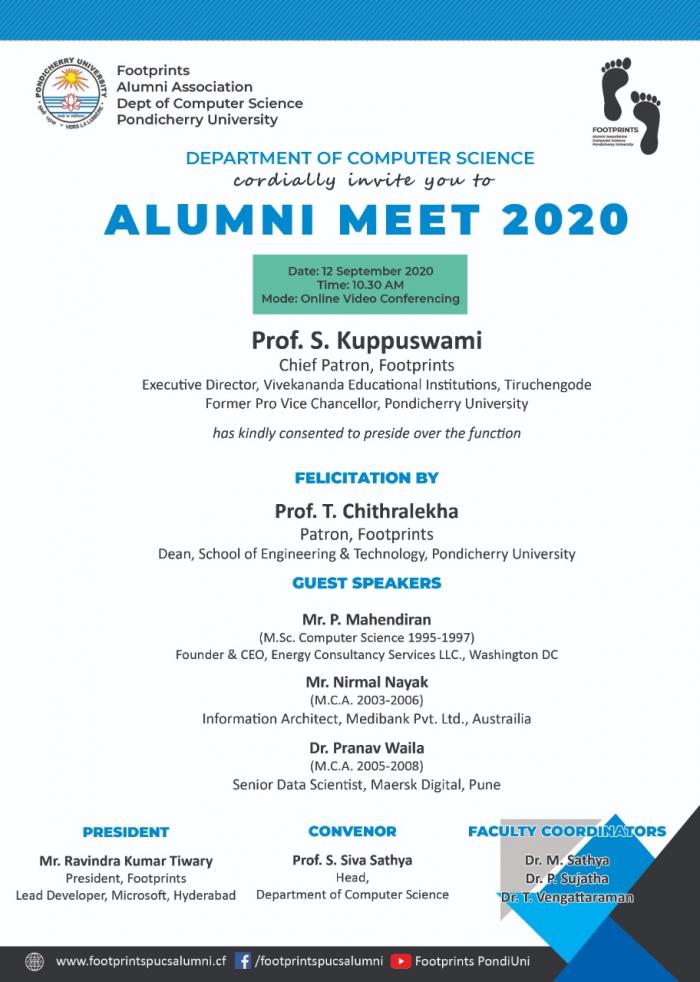 PONDICHERRY UNIVERSITY
VERS LA LUMIERE
Footprints
Alumni Association
Dept of Computer Science
Pondicherry University
FOOTPRINTS
Alumni Association
Computer Science
Pondicherry University
DEPARTMENT OF COMPUTER SCIENCE
cordially invite you to
ALUMNI MEET 2020
Date: 12 September 2020
Time: 10.30 AM
Mode: Online Video Conferencing
Prof. S. Kuppuswami
Chief Patron, Footprints
Executive Director, Vivekananda Educational Institutions, Tiruchengode
Former Pro Vice Chancellor, Pondicherry University
has kindly consented to preside over the function
FELICITATION BY
Prof. T. Chithralekha
Patron, Footprints
Dean, School of Engineering & Technology, Pondicherry University
GUEST SPEAKERS
Mr. P. Mahendiran
(M.Sc. Computer Science 1995-1997)
Founder & CEO, Energy Consultancy Services LLC., Washington DC
Mr. Nirmal Nayak
(M.C.A. 2003-2006)
Information Architect, Medibank Pvt. Ltd., Austrailia
Dr. Pranav Waila
(M.C.A. 2005-2008)
Senior Data Scientist, Maersk Digital, Pune
PRESIDENT
Mr. Ravindra Kumar Tiwary
President, Footprints
Lead Developer, Microsoft, Hyderabad
CONVENOR
Prof. S. Siva Sathya
Head,
Department of Computer Science
FACULTY COORDINATORS
Dr. M. Sathya
Dr. P. Sujatha
Dr. T. Vengattaraman
www.footprintspucsalumni.cf
/footprintspucsalumni
Footprints PondiUni